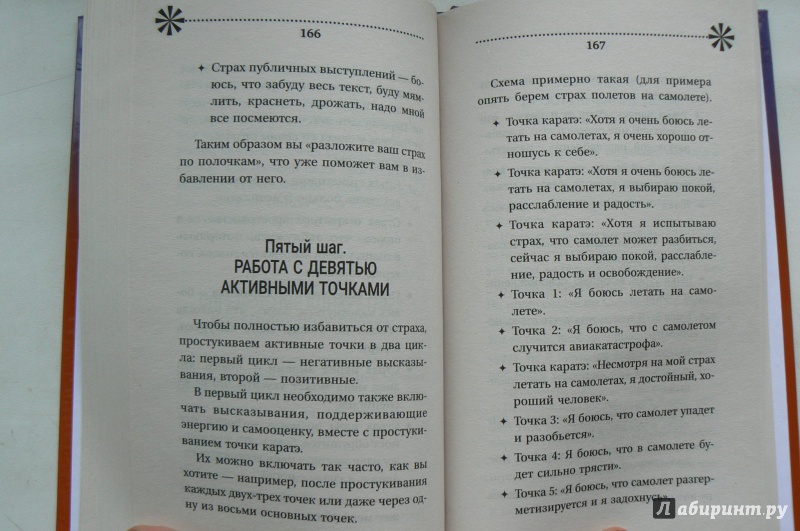 166
✦ Страх публичных выступлений — бо-
юсь, что забуду весь текст, буду мям-
лить, краснеть, дрожать, надо мной
все посмеются.
Таким образом вы «разложите ваш страх
по полочкам», что уже поможет вам в из-
бавлении от него.
Пятый шаг.
РАБОТА С ДЕВЯТЬЮ
АКТИВНЫМИ ТОЧКАМИ
Чтобы полностью избавиться от страха,
простукиваем активные точки в два цик-
ла: первый цикл — негативные высказы-
вания, второй — позитивные.
В первый цикл необходимо также вклю-
чать высказывания, поддерживающие
энергию и самооценку, вместе с простуки-
ванием точки каратэ.
Их можно включать так часто, как вы
хотите — например, после простукивания
каждых двух-трех точек или даже через од-
ну из восьми основных точек.
167
Схема примерно такая (для примера
опять берем страх полетов на самолете).
✦ Точка каратэ: «Хотя я очень боюсь ле-
тать на самолетах, я очень хорошо от-
ношусь к себе».
✦ Точка каратэ: «Хотя я очень боюсь ле-
тать на самолетах, я выбираю покой,
расслабление и радость».
✦ Точка каратэ: «Хотя я испытываю
страх, что самолет может разбиться,
сейчас я выбираю покой, расслабле-
ние, радость и освобождение».
✦ Точка 1: «Я боюсь летать на само-
лете».
✦ Точка 2: «Я боюсь, что с самолетом
случится авиакатастрофа».
✦ Точка каратэ: «Несмотря на мой страх
летать на самолетах, я достойный, хо-
роший человек».
✦ Точка 3: «Я боюсь, что самолет упадет
и разобьется».
✦ Точка 4: «Я боюсь, что в самолете бу-
дет сильно трясти».
✦ Точка 5: «Я боюсь, что самолет разгер-
метизируется и я задохнусь».
Лабиринт.ру